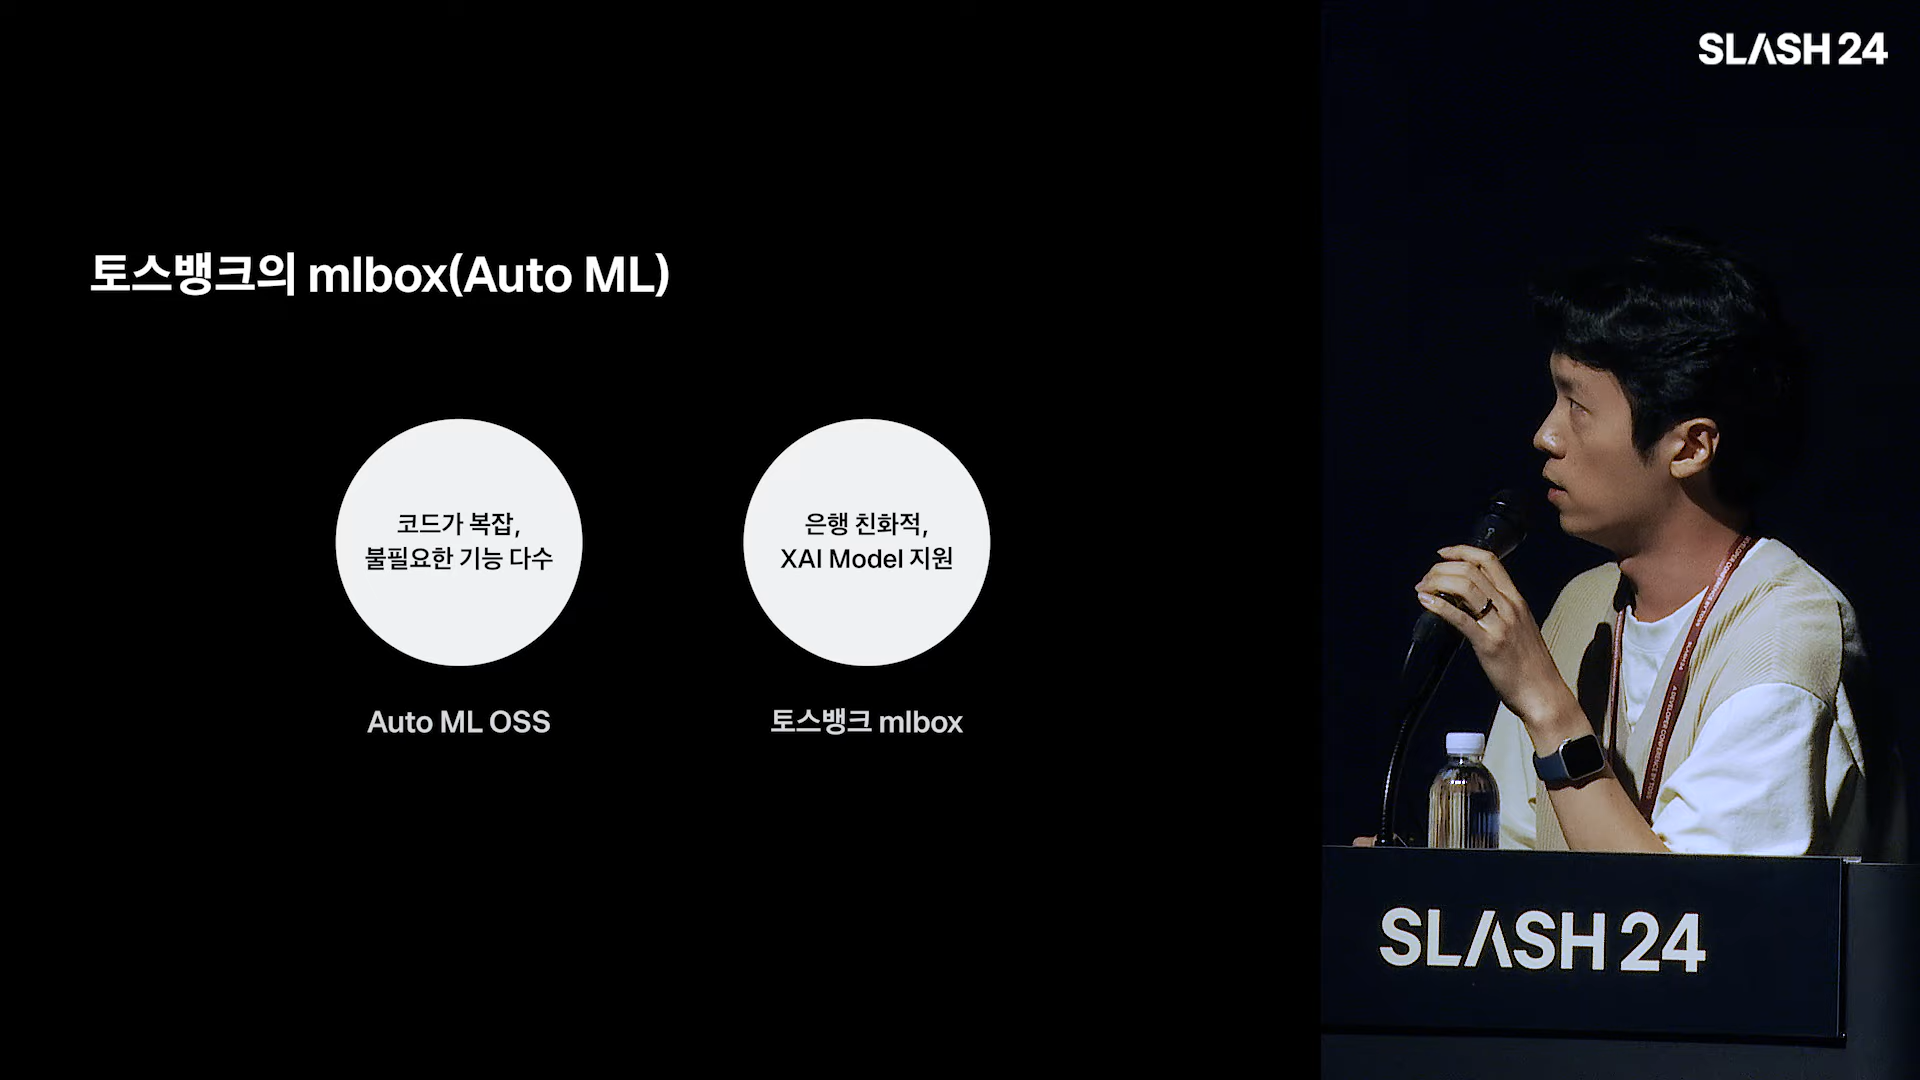 SLASH 24
토스뱅크의 mlbox(Auto ML)
코드가 복잡,
불필요한 기능 다수
Auto ML OSS
은행 친화적,
XAI Model 지원
토스뱅크 mlbox
SLASH 24